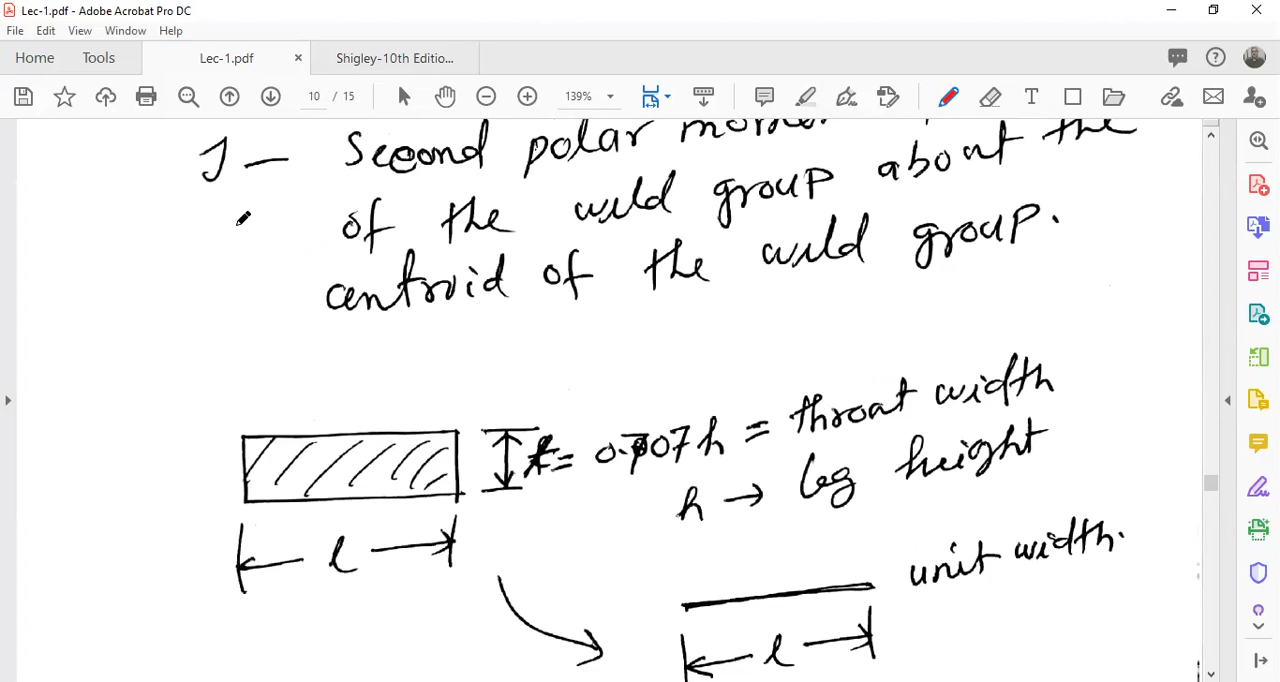 Lec-1.pdf - Adobe Acrobat Pro DC
File Edit View Window Help
Home Tools Lec-1.pdf × Shigley-10th Editio...
10 / 15 139%
J — Second polar
of the weld group about the
centroid of the weld group.
t = 0.707 h = throat width
h → leg height
l
unit width.
l